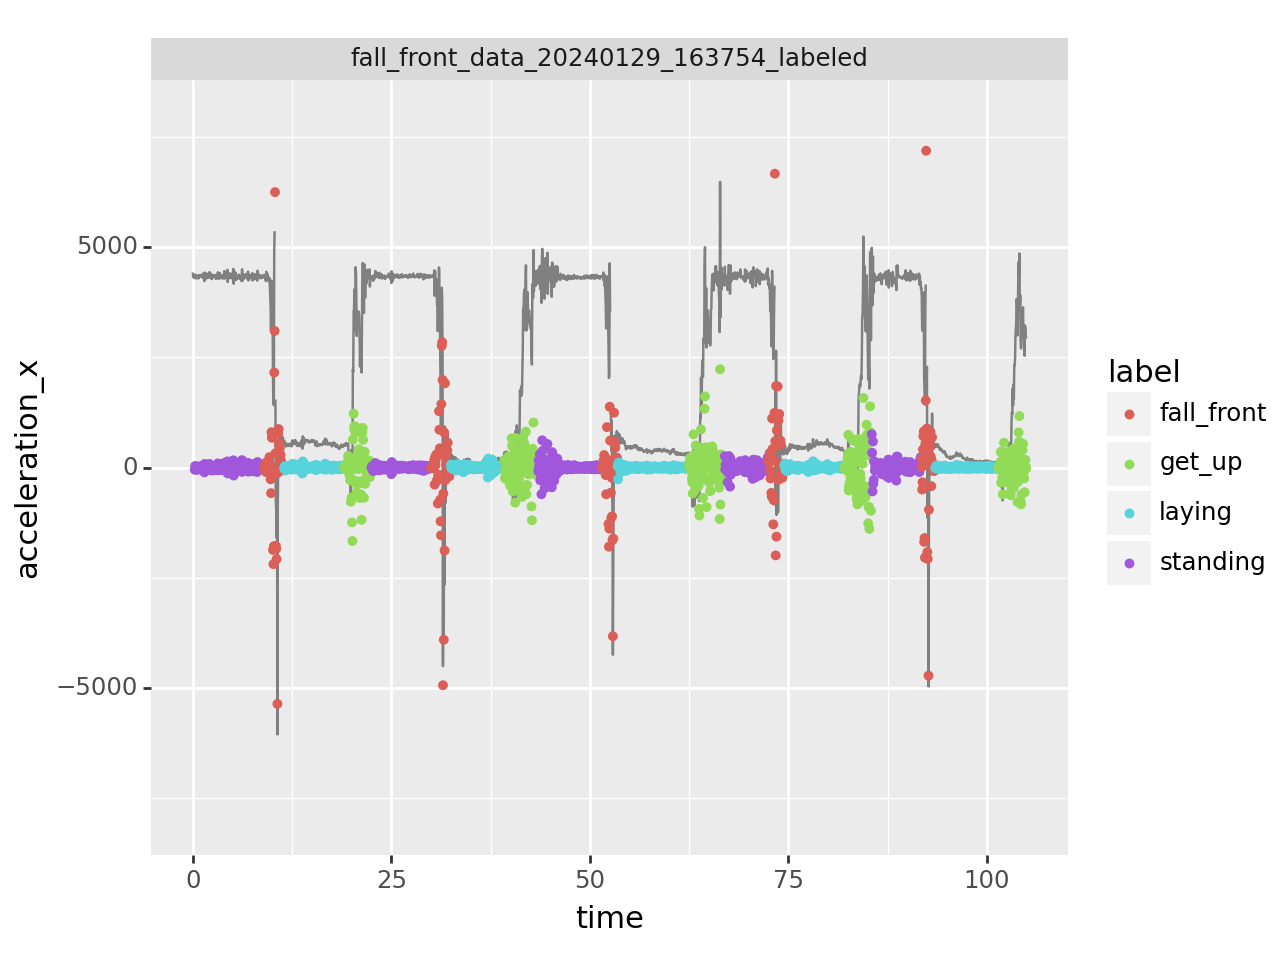 fall_front_data_20240129_163754_labeled
acceleration_x
5000
0
−5000
0
25
50
75
100
time
label
fall_front
get_up
laying
standing